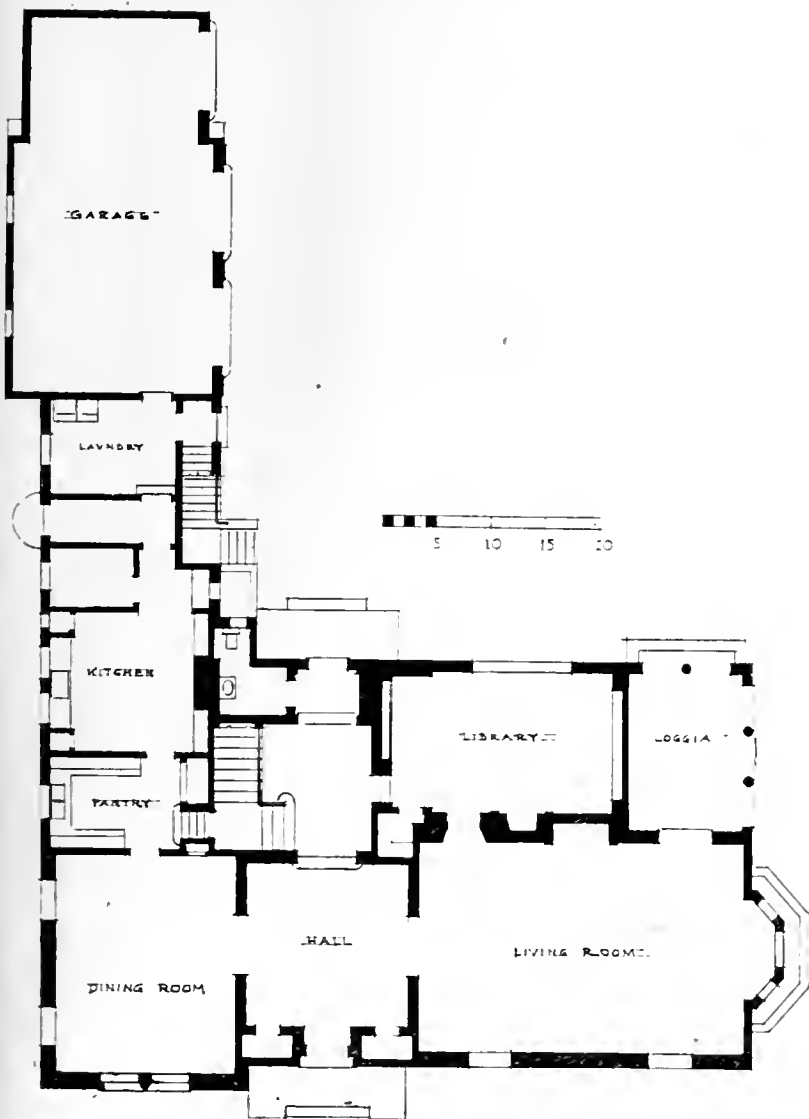 GARAGE
LAUNDRY
5 10 15 20
KITCHEN
LIBRARY
LOGGIA
PANTRY
HALL
LIVING ROOM
DINING ROOM